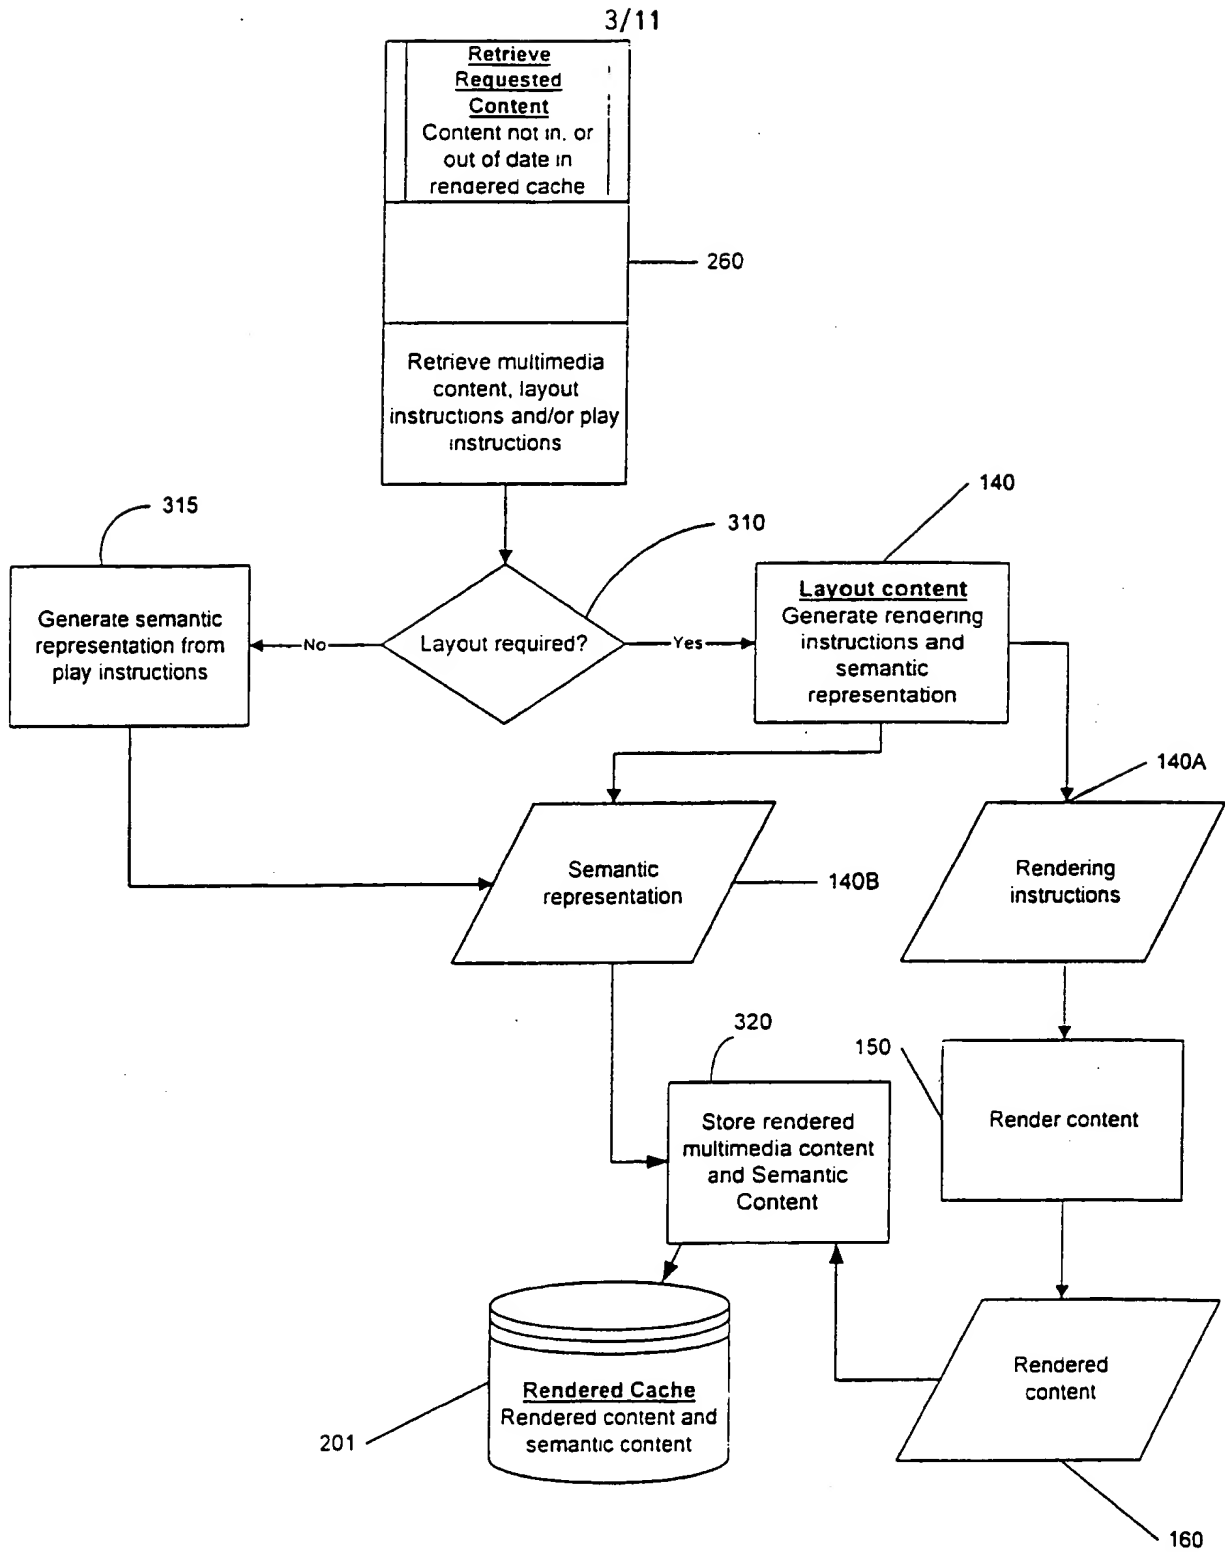 3/11
Retrieve
Requested
Content
Content not in, or
out of date in
rendered cache
260
Retrieve multimedia
content, layout
instructions and/or play
instructions
315
310
140
Generate semantic
representation from
play instructions
No
Layout required?
Yes
Layout content
Generate rendering
instructions and
semantic
representation
140A
Semantic
representation
140B
Rendering
instructions
320
150
Store rendered
multimedia content
and Semantic
Content
Render content
Rendered Cache
Rendered content and
semantic content
201
Rendered
content
160